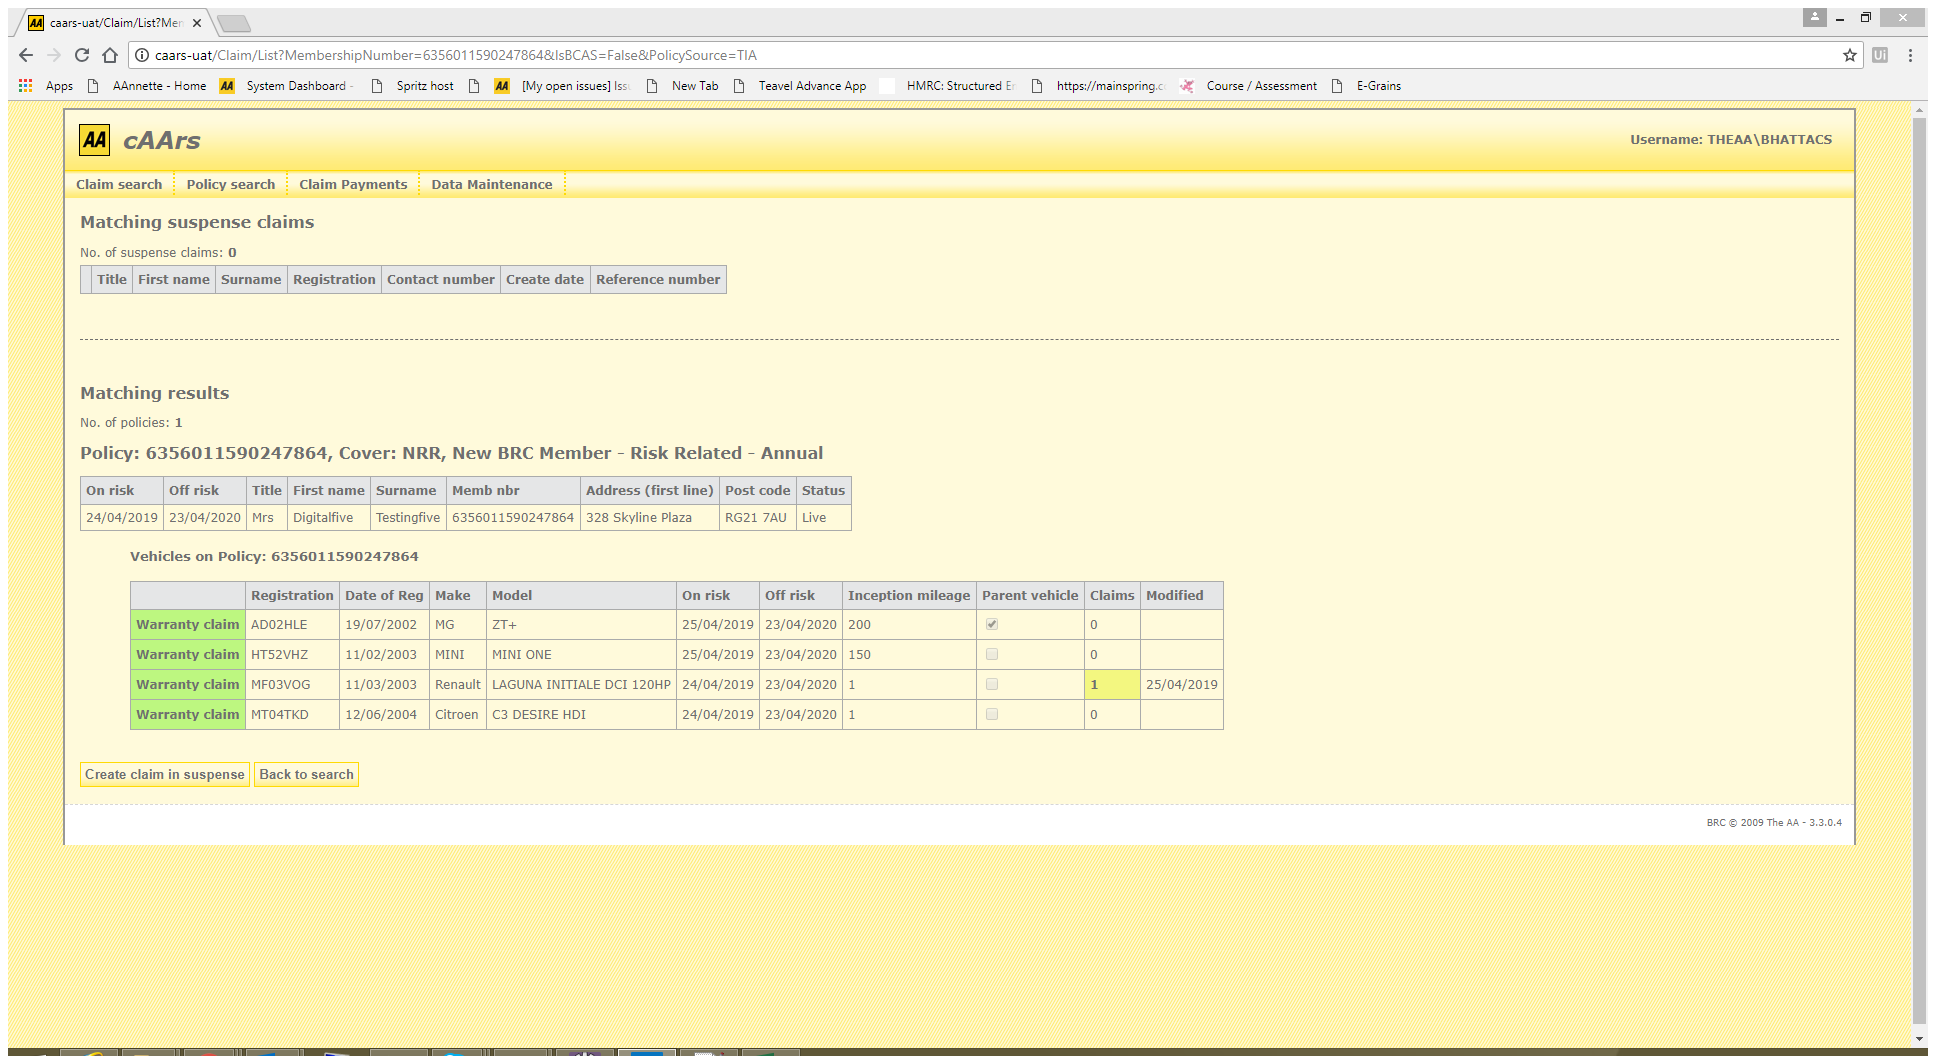 AA caars-uat/Claim/List?Mem
caars-uat/Claim/List?MembershipNumber=6356011590247864&IsBCAS=False&PolicySource=TIA
Apps AAnnette - Home AA System Dashboard - Spritz host AA [My open issues] Iss New Tab Teavel Advance App HMRC: Structured E https://mainspring.c Course / Assessment E-Grains
AA cAArs Username: THEAA\BHATTACS
Claim search Policy search Claim Payments Data Maintenance
Matching suspense claims
No. of suspense claims: 0
Title First name Surname Registration Contact number Create date Reference number
Matching results
No. of policies: 1
Policy: 6356011590247864, Cover: NRR, New BRC Member - Risk Related - Annual
On risk Off risk Title First name Surname Memb nbr Address (first line) Post code Status
24/04/2019 23/04/2020 Mrs Digitalfive Testingfive 6356011590247864 328 Skyline Plaza RG21 7AU Live
Vehicles on Policy: 6356011590247864
Registration Date of Reg Make Model On risk Off risk Inception mileage Parent vehicle Claims Modified
Warranty claim AD02HLE 19/07/2002 MG ZT+ 25/04/2019 23/04/2020 200 0
Warranty claim HT52VHZ 11/02/2003 MINI MINI ONE 25/04/2019 23/04/2020 150 0
Warranty claim MF03VOG 11/03/2003 Renault LAGUNA INITIALE DCI 120HP 24/04/2019 23/04/2020 1 1 25/04/2019
Warranty claim MT04TKD 12/06/2004 Citroen C3 DESIRE HDI 24/04/2019 23/04/2020 1 0
Create claim in suspense Back to search
BRC © 2009 The AA - 3.3.0.4